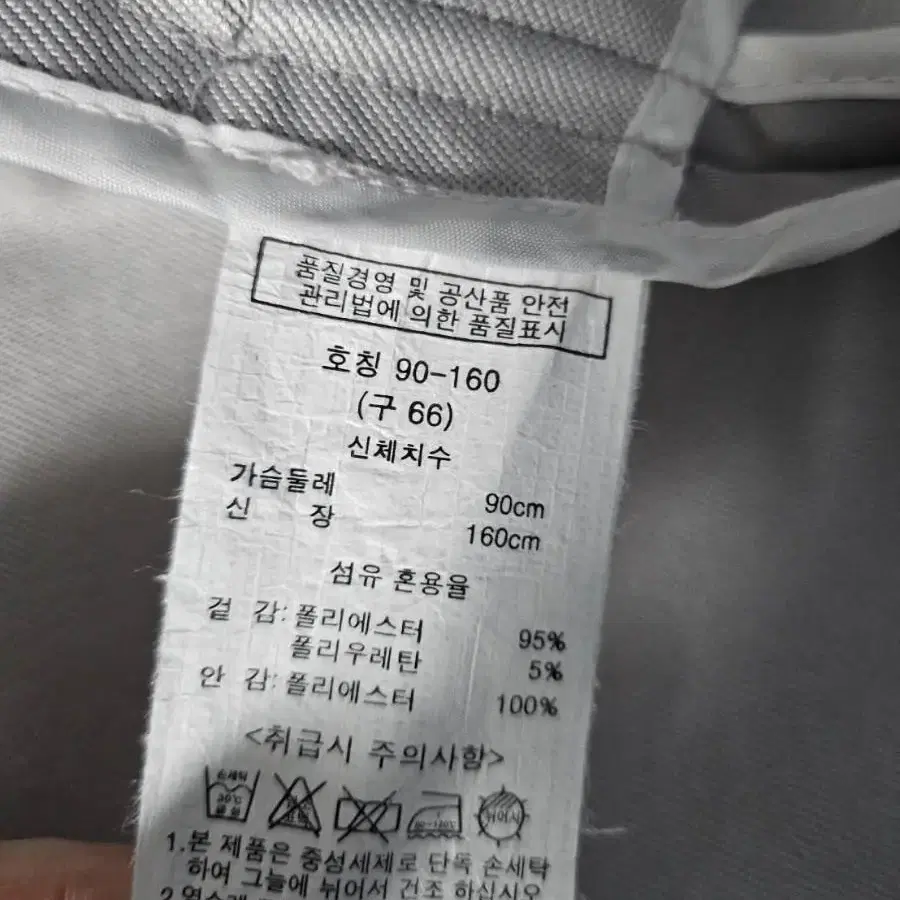 품질경영 및 공산품 안전
관리법에 의한 품질표시
호칭 90-160
(구 66)
신체치수
가슴둘레 90cm
신 장 160cm
섬유 혼용율
겉 감: 폴리에스터 95%
폴리우레탄 5%
안 감: 폴리에스터 100%
<취급시 주의사항>
뉘어서
1.본 제품은 중성세제로 단독 손세탁
하여 그늘에 뉘어서 건조 하십시오
2.